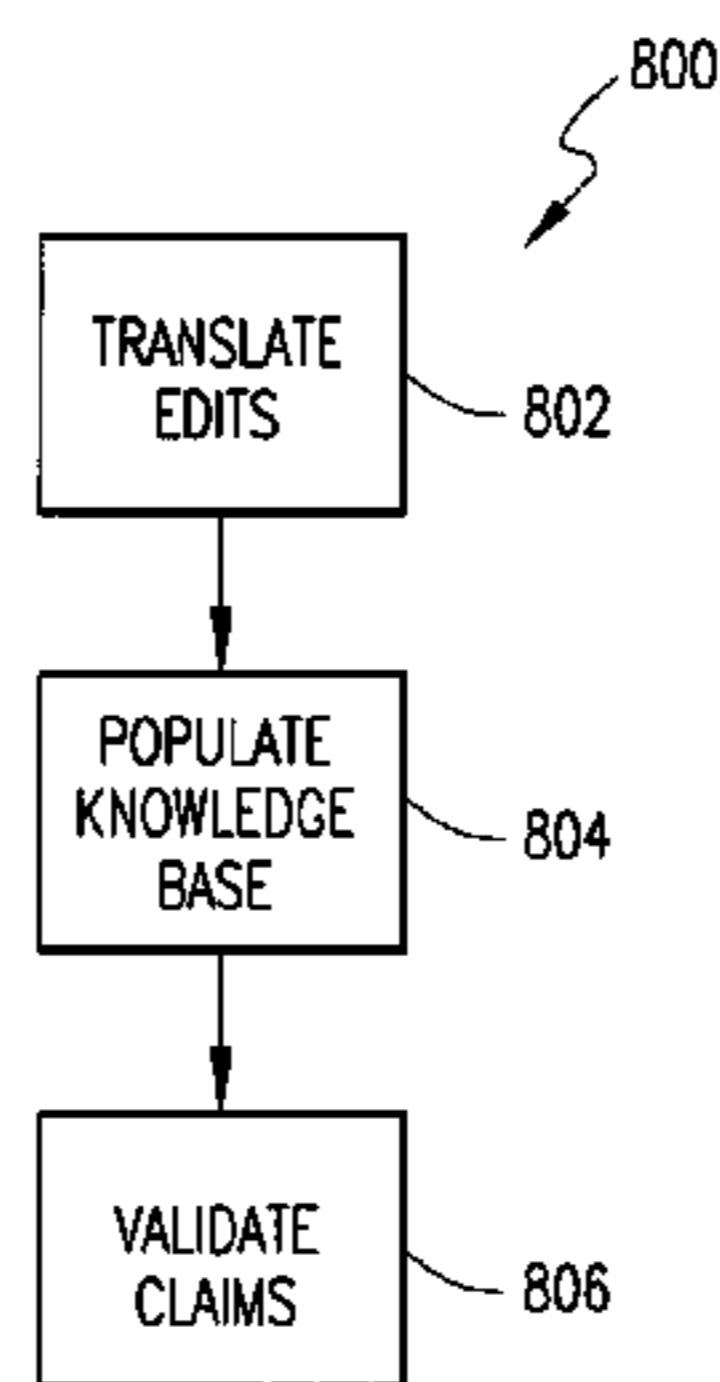 800
TRANSLATE
EDITS
802
POPULATE
KNOWLEDGE
BASE
804
VALIDATE
CLAIMS
806